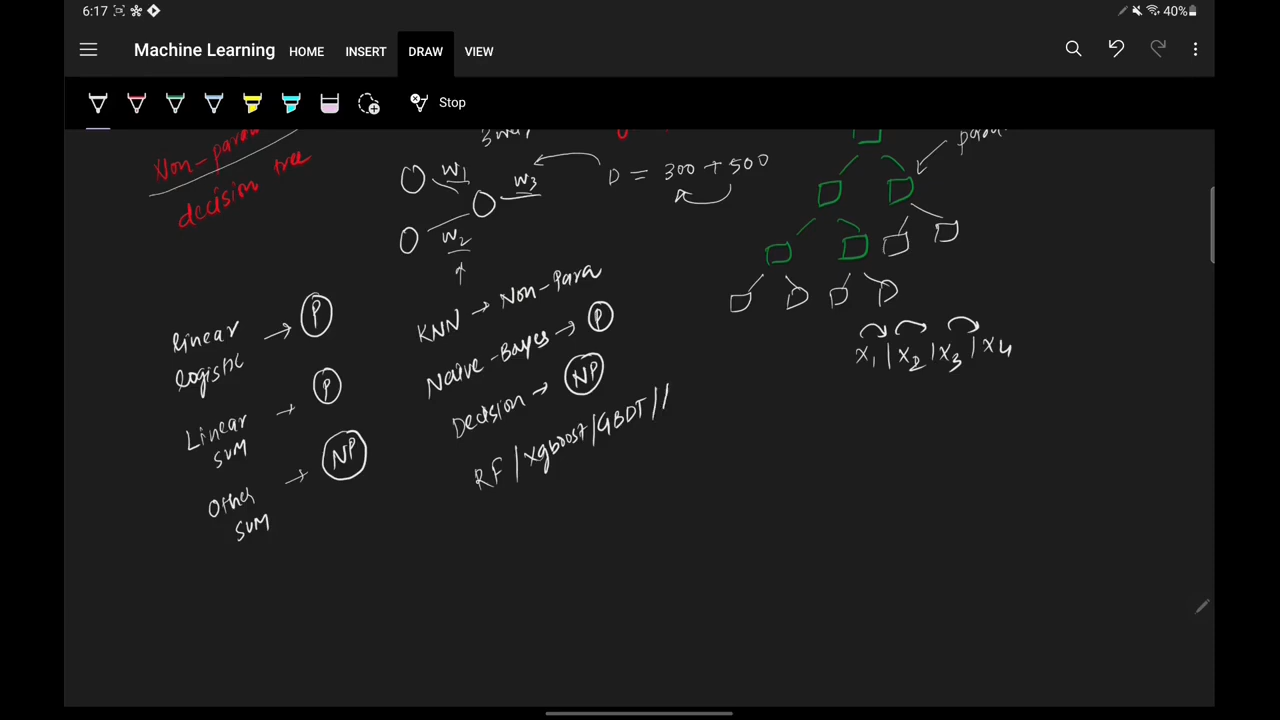 6:17 40%
Machine Learning HOME INSERT DRAW VIEW
Stop
Non-para
decision tree
W1
W2
W3
D = 300 + 500
para
x1 | x2 | x3 | x4
linear
logistic → P
Linear
SVM → P
Other
SVM → NP
KNN → Non-Para
Naive-Bayes → P
Decision → NP
RF | xgboost | GBDT //